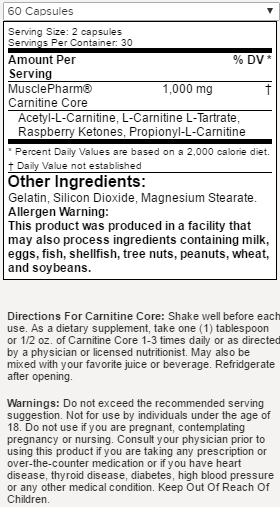 60 Capsules
Serving Size: 2 capsules
Servings Per Container: 30
Amount Per % DV *
Serving
MusclePharm® 1,000 mg †
Carnitine Core
Acetyl-L-Carnitine, L-Carnitine L-Tartrate,
Raspberry Ketones, Propionyl-L-Carnitine
* Percent Daily Values are based on a 2,000 calorie diet.
† Daily Value not established
Other Ingredients:
Gelatin, Silicon Dioxide, Magnesium Stearate.
Allergen Warning:
This product was produced in a facility that
may also process ingredients containing milk,
eggs, fish, shellfish, tree nuts, peanuts, wheat,
and soybeans.
Directions For Carnitine Core: Shake well before each
use. As a dietary supplement, take one (1) tablespoon
or 1/2 oz. of Carnitine Core 1-3 times daily or as directed
by a physician or licensed nutritionist. May also be
mixed with your favorite juice or beverage. Refridgerate
after opening.
Warnings: Do not exceed the recommended serving
suggestion. Not for use by individuals under the age of
18. Do not use if you are pregnant, contemplating
pregnancy or nursing. Consult your physician prior to
using this product if you are taking any prescription or
over-the-counter medication or if you have heart
disease, thyroid disease, diabetes, high blood pressure
or any other medical condition. Keep Out Of Reach Of
Children.